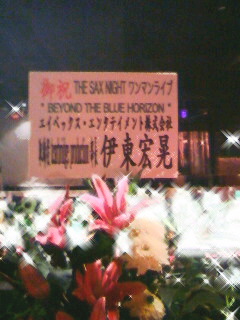 御祝 THE SAX NIGHT ワンマンライブ
"BEYOND THE BLUE HORIZON"
エイベックス・エンタテイメント株式会社
伊東宏晃